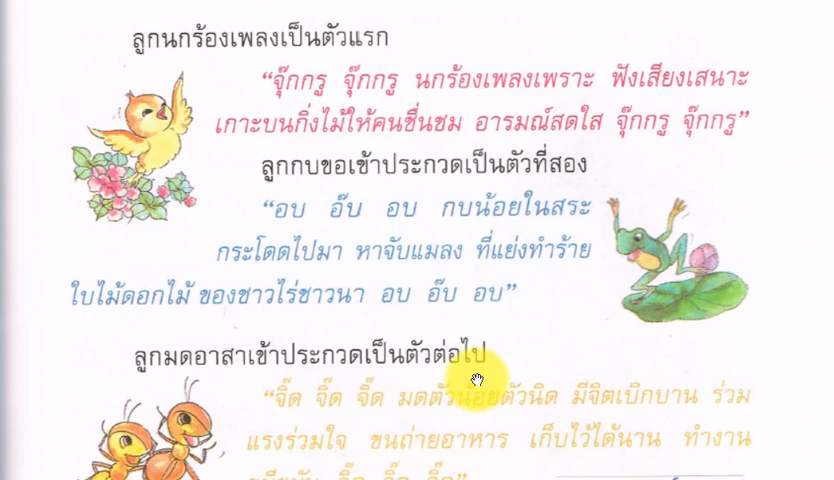 ลูกนกร้องเพลงเป็นตัวแรก
“จุ๊กกรู จุ๊กกรู นกร้องเพลงเพราะ ฟังเสียงเสนาะ
เกาะบนกิ่งไม้ให้คนชื่นชม อารมณ์สดใส จุ๊กกรู จุ๊กกรู”
ลูกกบขอเข้าประกวดเป็นตัวที่สอง
“อบ อ๊บ อบ กบน้อยในสระ
กระโดดไปมา หาจับแมลง ที่แย่งทำร้าย
ใบไม้ดอกไม้ ของชาวไร่ชาวนา อบ อ๊บ อบ”
ลูกมดอาสาเข้าประกวดเป็นตัวต่อไป
“จี๊ด จี๊ด จี๊ด มดตัวน้อยตัวนิด มีจิตเบิกบาน ร่วม
แรงร่วมใจ ขนถ่ายอาหาร เก็บไว้ได้นาน ทำงาน